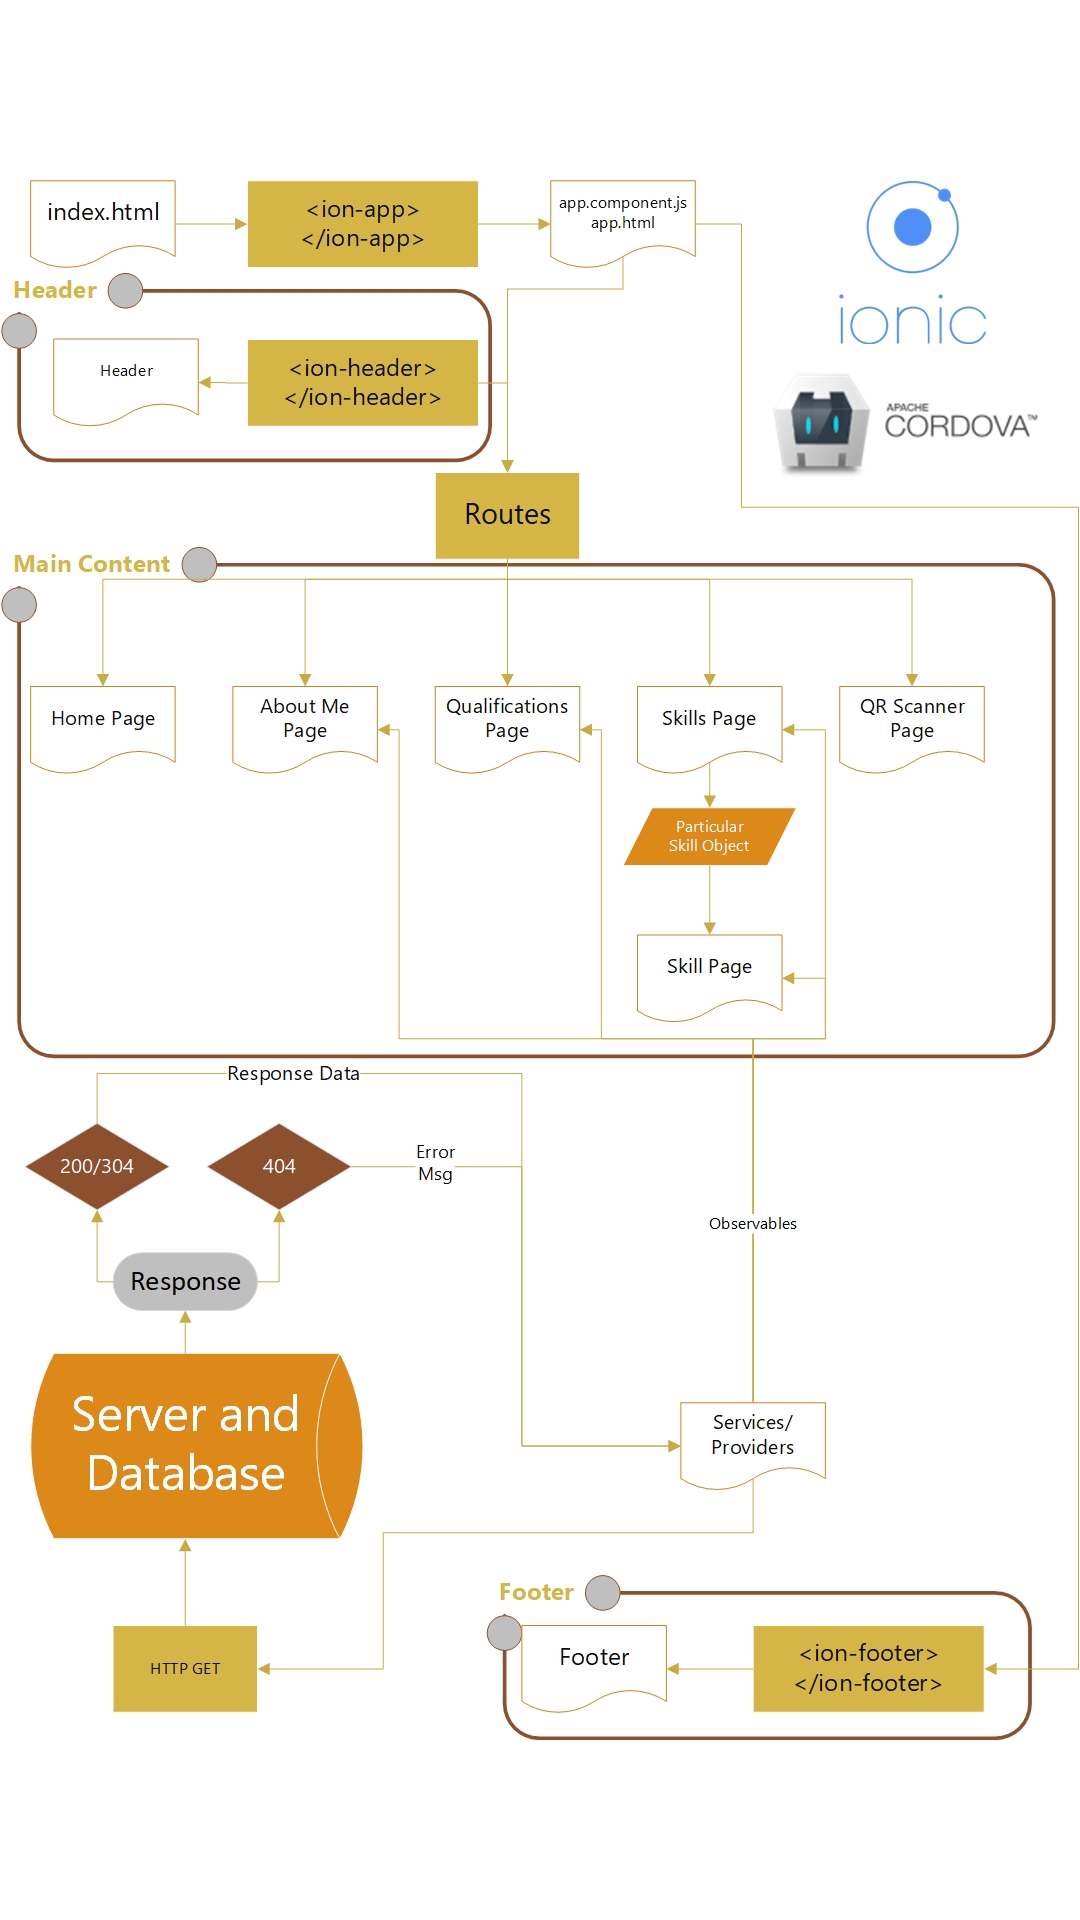 index.html
<ion-app>
</ion-app>
app.component.js
app.html
ionic
Header
Header
<ion-header>
</ion-header>
APACHE
CORDOVA™
Routes
Main Content
Home Page
About Me
Page
Qualifications
Page
Skills Page
QR Scanner
Page
Particular
Skill Object
Skill Page
Response Data
200/304
404
Error
Msg
Observables
Response
Server and
Database
Services/
Providers
HTTP GET
Footer
Footer
<ion-footer>
</ion-footer>